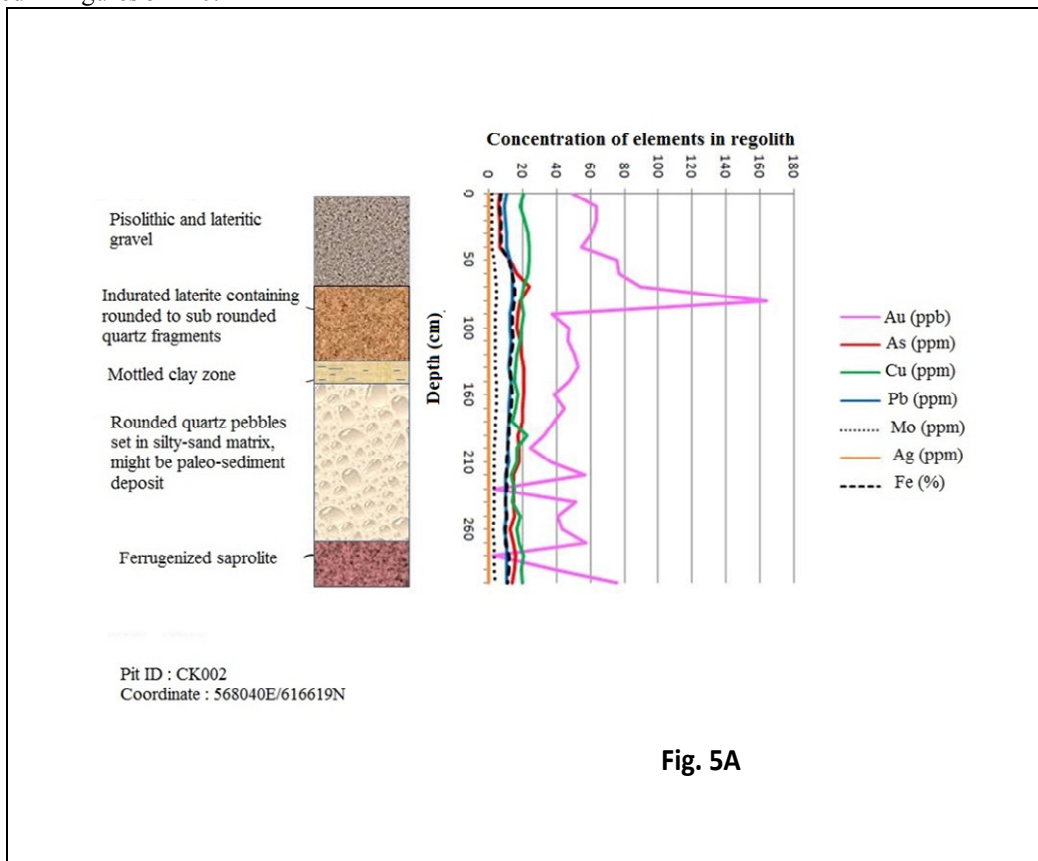 Concentration of elements in regolith
0
20
40
60
80
100
120
140
160
180
Depth (cm)
0
50
100
160
210
260
Pisolithic and lateritic
gravel
Indurated laterite containing
rounded to sub rounded
quartz fragments
Mottled clay zone
Rounded quartz pebbles
set in silty-sand matrix,
might be paleo-sediment
deposit
Ferrugenized saprolite
Au (ppb)
As (ppm)
Cu (ppm)
Pb (ppm)
Mo (ppm)
Ag (ppm)
Fe (%)
Pit ID : CK002
Coordinate : 568040E/616619N
Fig. 5A